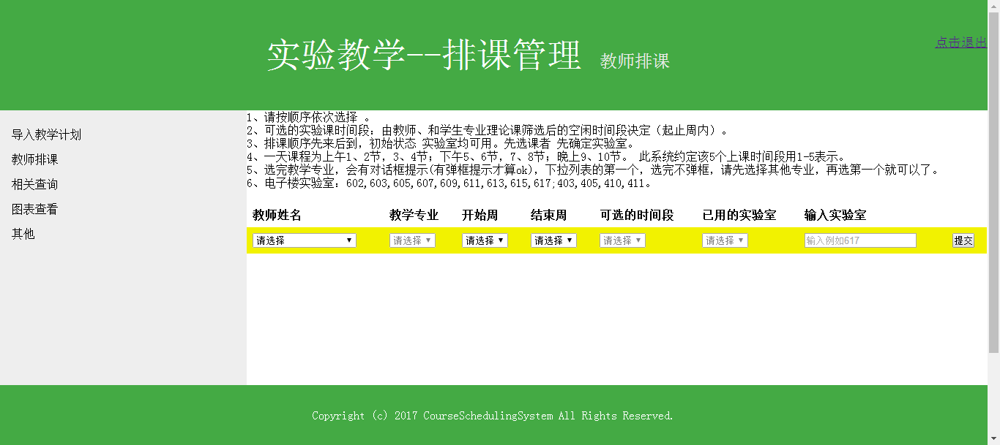 实验教学--排课管理 教师排课
点击退出
导入教学计划
教师排课
相关查询
图表查看
其他
1、请按顺序依次选择 。
2、可选的实验课时间段：由教师、和学生专业理论课筛选后的空闲时间段决定（起止周内）。
3、排课顺序先来后到，初始状态 实验室均可用。先选课者 先确定实验室。
4、一天课程为上午1、2节，3、4节；下午5、6节，7、8节；晚上9、10节。 此系统约定该5个上课时间段用1-5表示。
5、选完教学专业，会有对话框提示(有弹框提示才算ok)，下拉列表的第一个，选完不弹框，请先选择其他专业，再选第一个就可以了。
6、电子楼实验室：602,603,605,607,609,611,613,615,617;403,405,410,411。
教师姓名 教学专业 开始周 结束周 可选的时间段 已用的实验室 输入实验室
请选择 请选择 请选择 请选择 请选择 请选择 输入例如617 提交
Copyright (c) 2017 CourseSchedulingSystem All Rights Reserved.